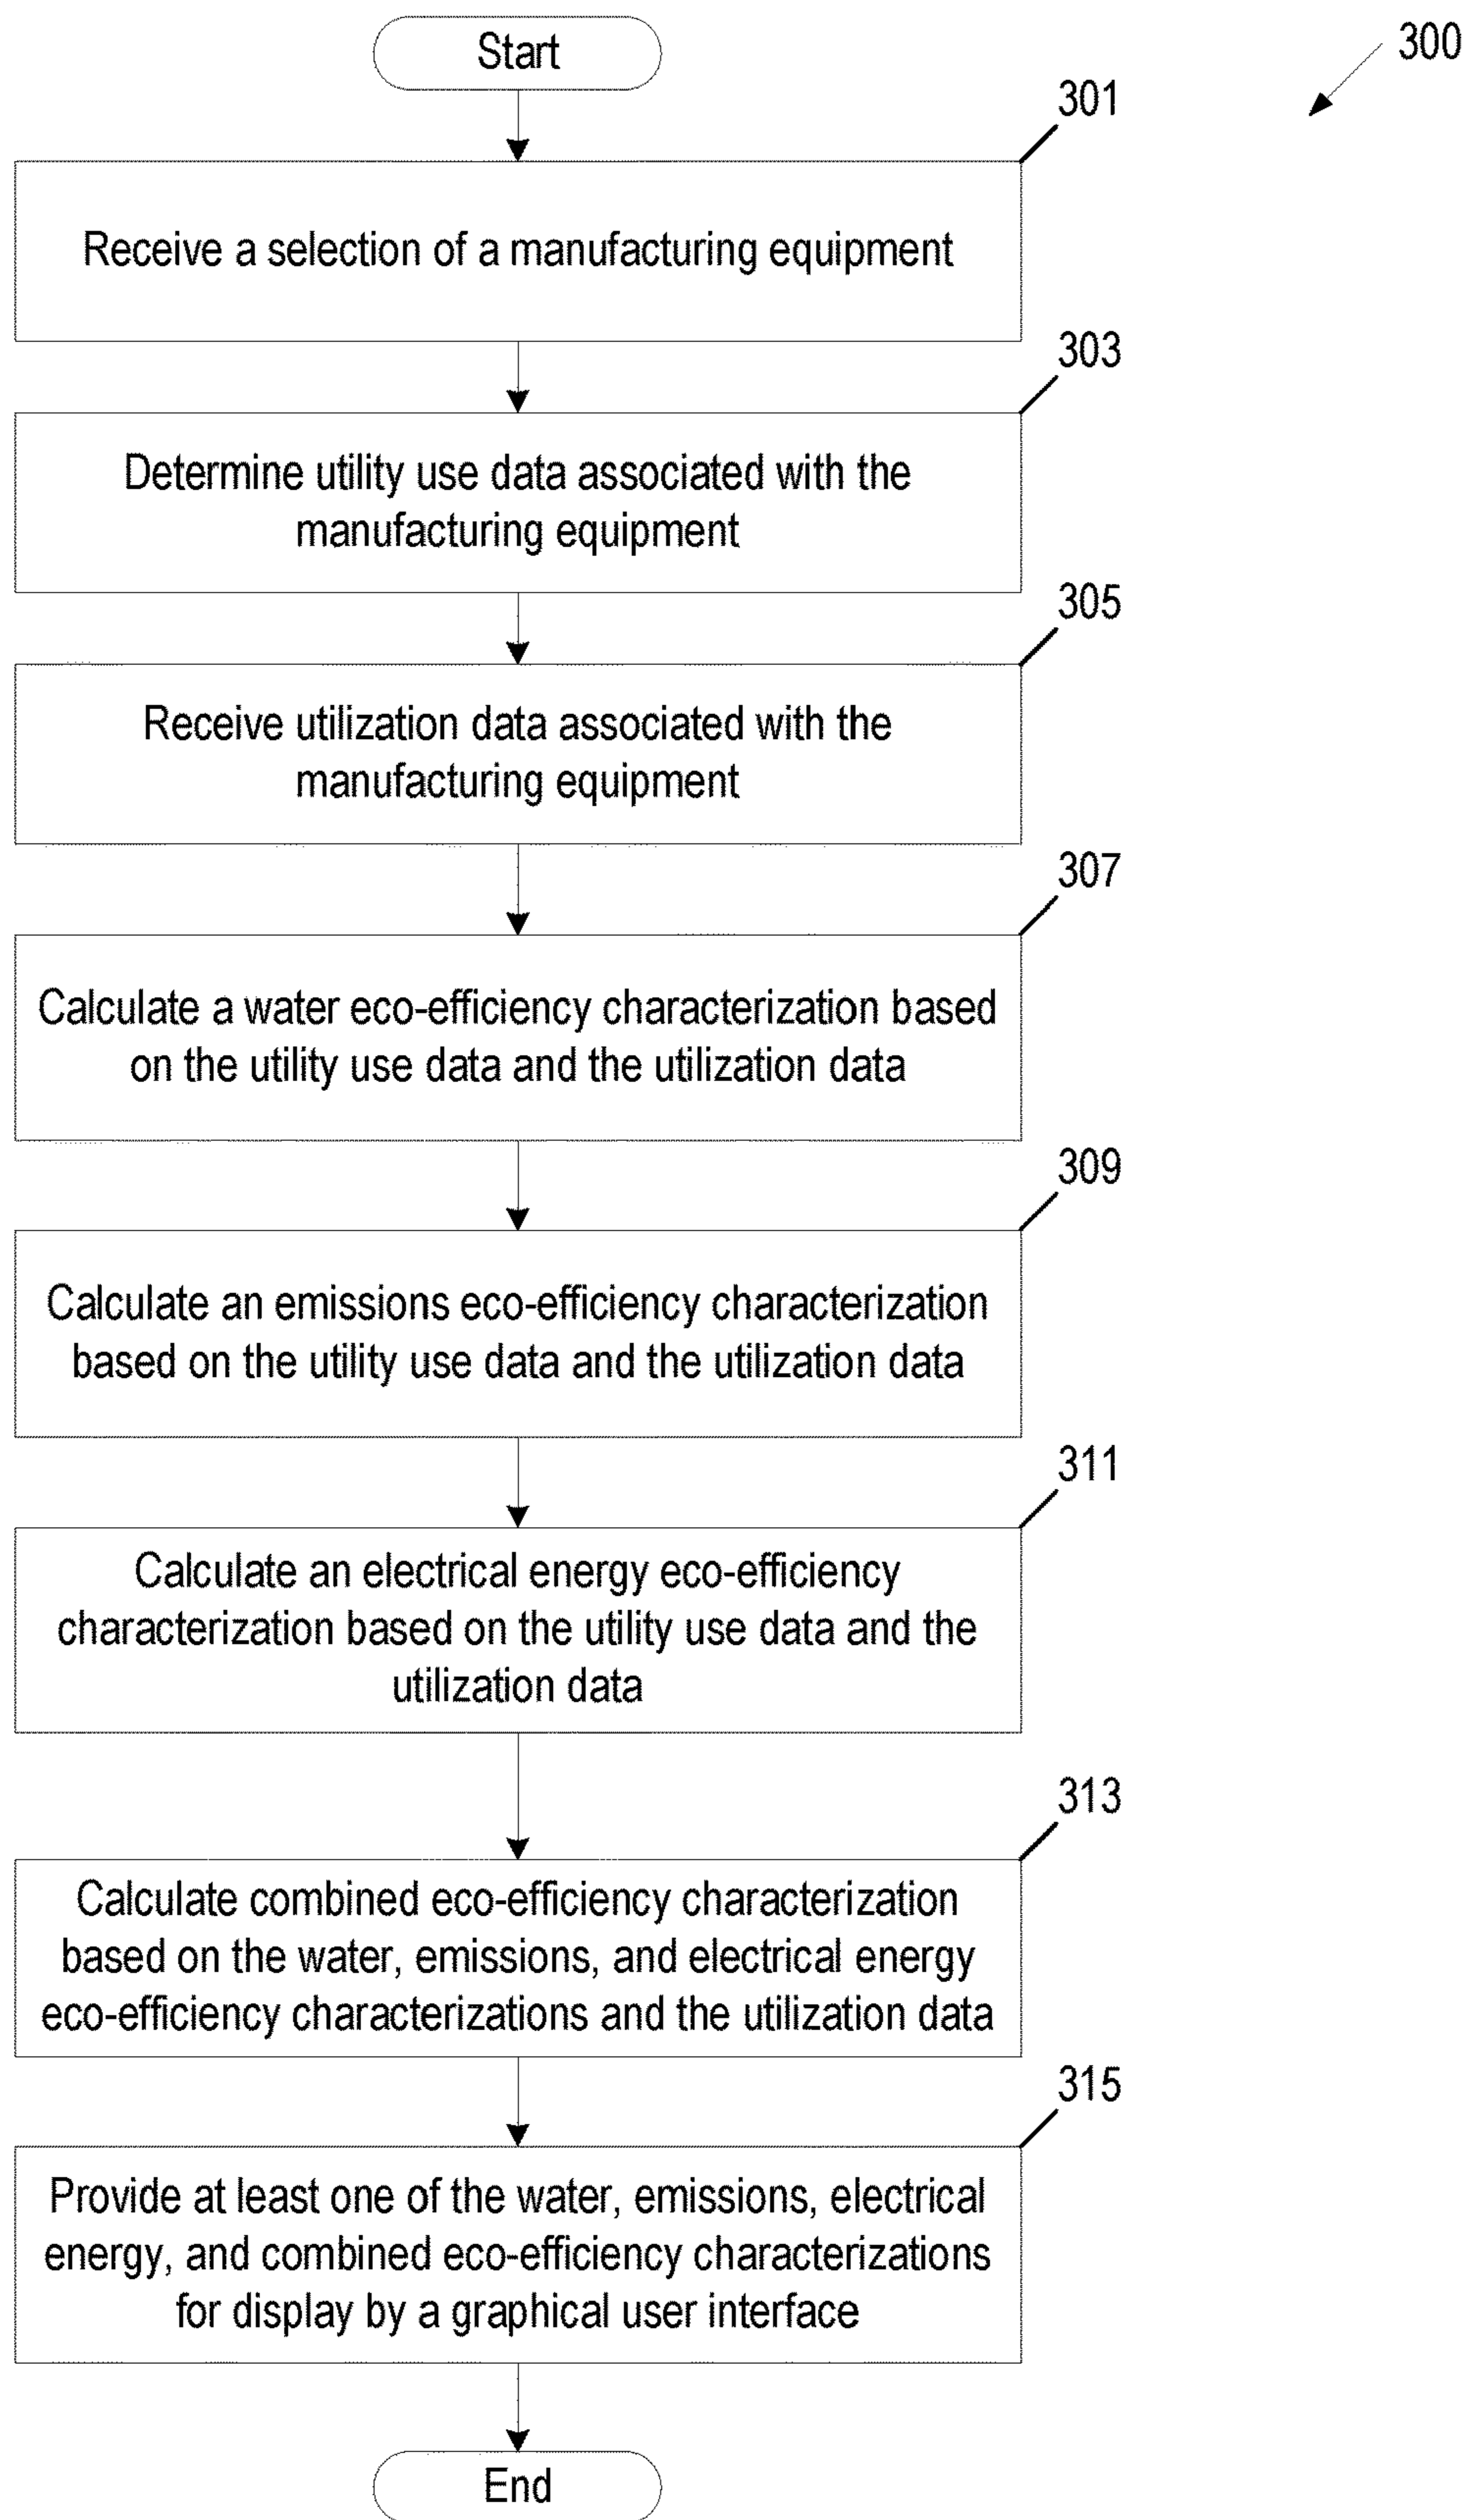 Start
300
301
Receive a selection of a manufacturing equipment
303
Determine utility use data associated with the
manufacturing equipment
305
Receive utilization data associated with the
manufacturing equipment
307
Calculate a water eco-efficiency characterization based
on the utility use data and the utilization data
309
Calculate an emissions eco-efficiency characterization
based on the utility use data and the utilization data
311
Calculate an electrical energy eco-efficiency
characterization based on the utility use data and the
utilization data
313
Calculate combined eco-efficiency characterization
based on the water, emissions, and electrical energy
eco-efficiency characterizations and the utilization data
315
Provide at least one of the water, emissions, electrical
energy, and combined eco-efficiency characterizations
for display by a graphical user interface
End